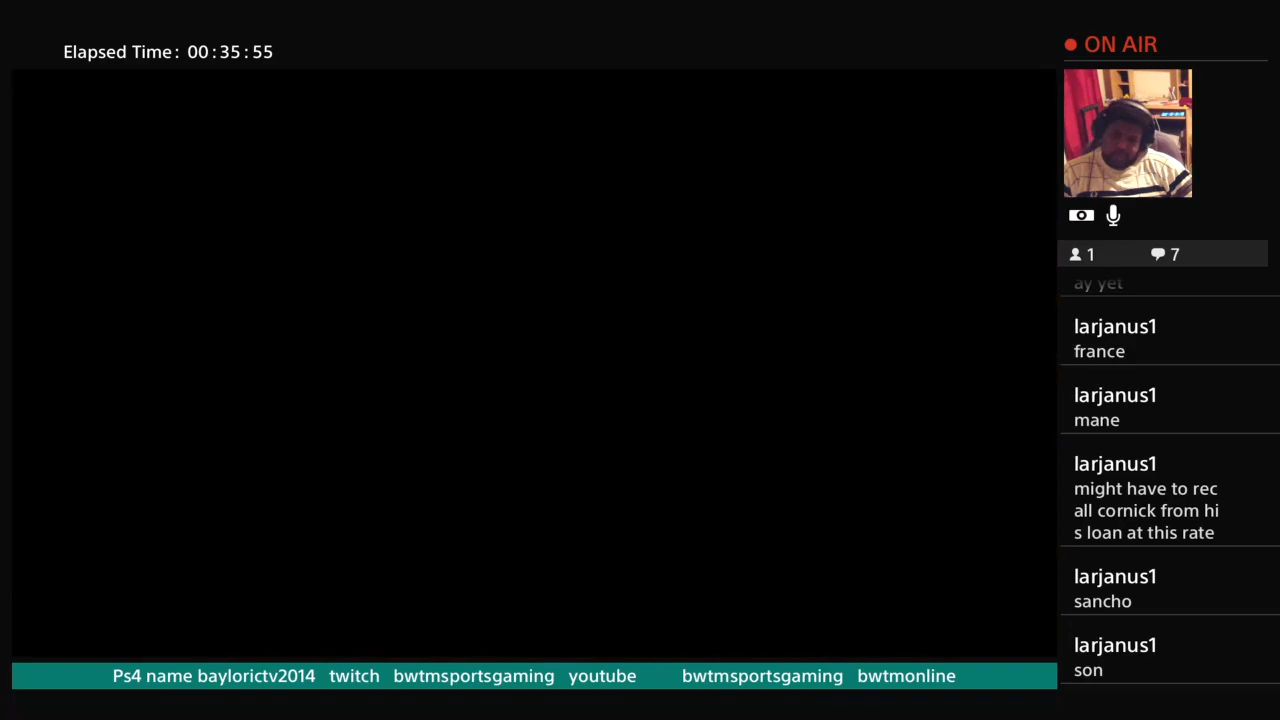 Elapsed Time: 00:35:55
ON AIR
1 7
ay yet
larjanus1
france
larjanus1
mane
larjanus1
might have to rec
all cornick from hi
s loan at this rate
larjanus1
sancho
larjanus1
son
Ps4 name baylorictv2014 twitch bwtmsportsgaming youtube bwtmsportsgaming bwtmonline